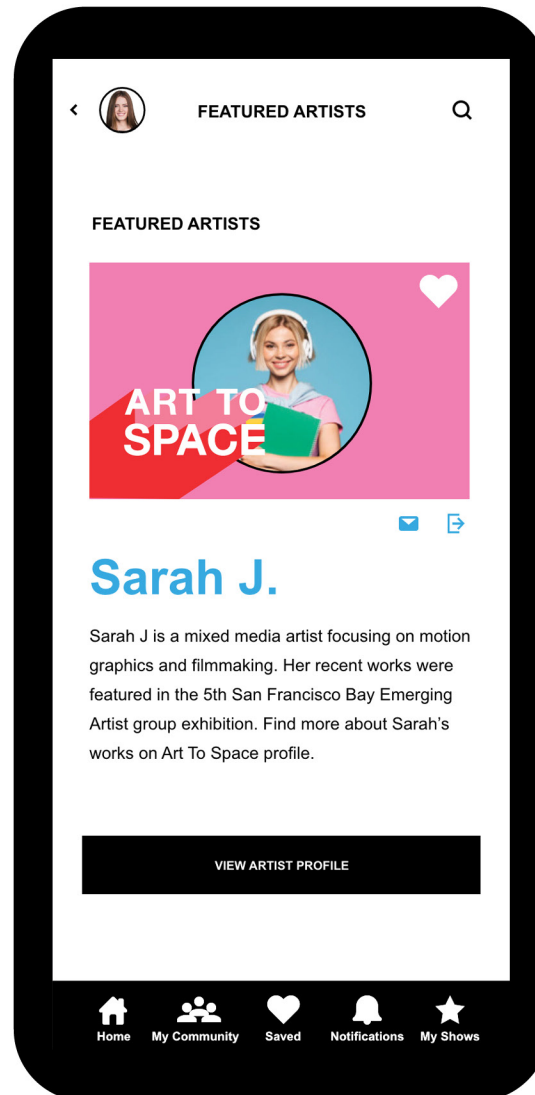 FEATURED ARTISTS
FEATURED ARTISTS
ART TO
SPACE
Sarah J.
Sarah J is a mixed media artist focusing on motion
graphics and filmmaking. Her recent works were
featured in the 5th San Francisco Bay Emerging
Artist group exhibition. Find more about Sarah’s
works on Art To Space profile.
VIEW ARTIST PROFILE
Home My Community Saved Notifications My Shows